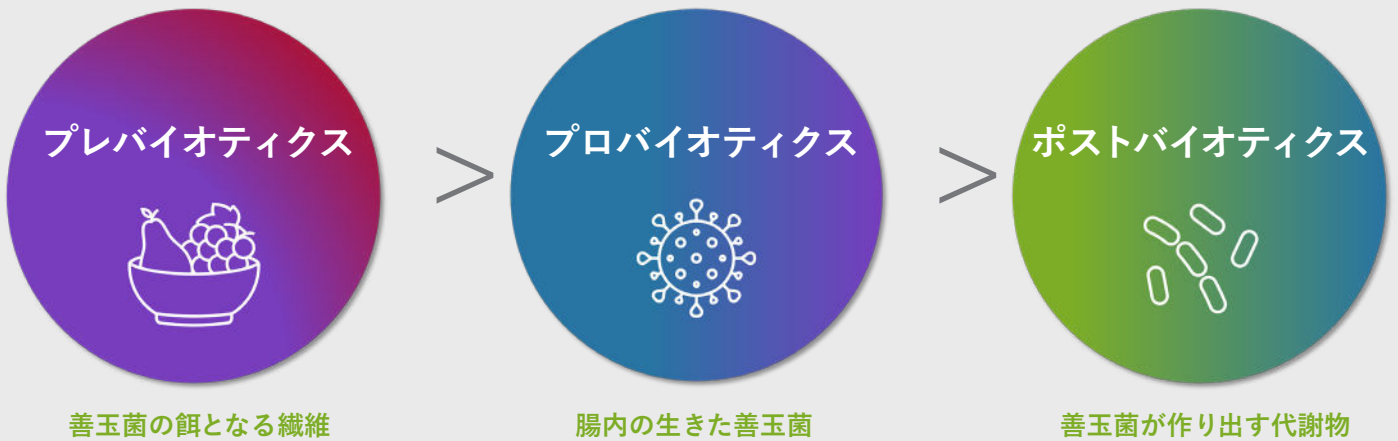 プレバイオティクス
>
プロバイオティクス
>
ポストバイオティクス
善玉菌の餌となる繊維
腸内の生きた善玉菌
善玉菌が作り出す代謝物